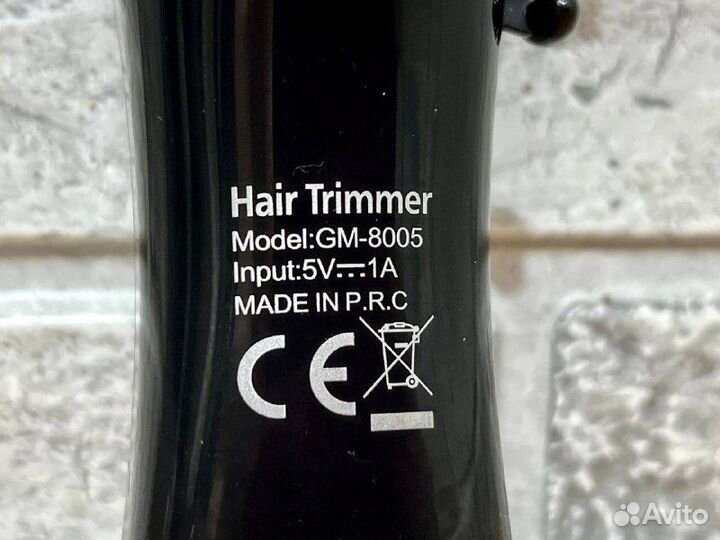 Hair Trimmer
Model:GM-8005
Input:5V⎓1A
MADE IN P.R.C
CE
Avito